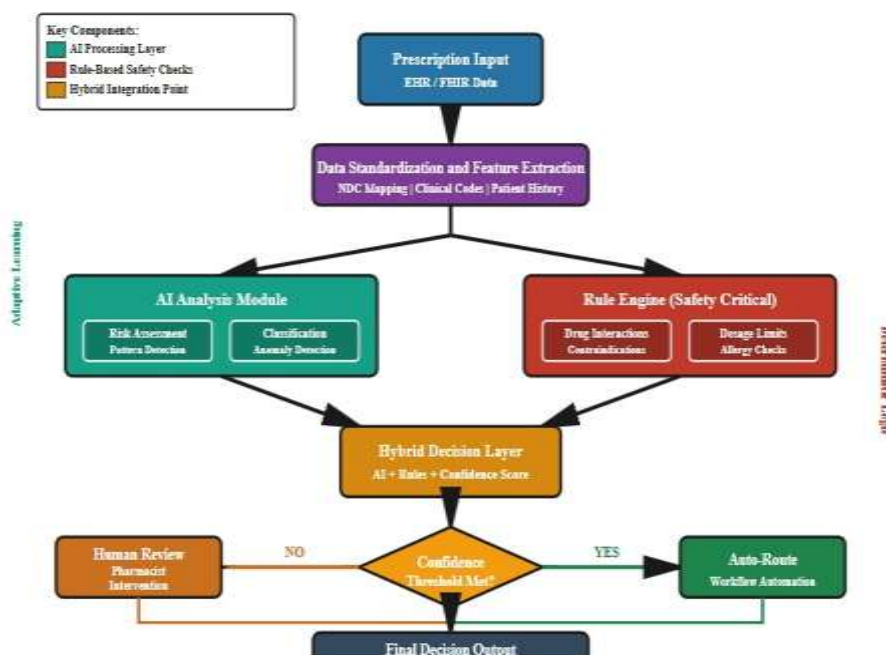 Key Components:
AI Processing Layer
Rule-Based Safety Checks
Hybrid Integration Point
Prescription Input
EHR / FHIR Data
Data Standardization and Feature Extraction
NDC Mapping | Clinical Codes | Patient History
Adaptive Learning
AI Analysis Module
Risk Assessment
Pattern Detection
Classification
Anomaly Detection
Rule Engine (Safety Critical)
Drug Interactions
Contraindications
Dosage Limits
Allergy Checks
Hybrid Decision Layer
AI + Rules + Confidence Score
Human Review
Pharmacist
Intervention
NO
Confidence
Threshold Met?
YES
Auto-Route
Workflow Automation
Final Decision Output